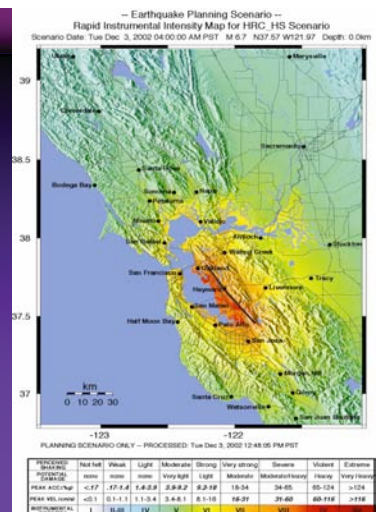 -- Earthquake Planning Scenario --
Rapid Instrumental Intensity Map for HRC_HS Scenario
Scenario Date: Tue Dec 3, 2002 04:00:00 AM PST M 6.7 N37.57 W121.97 Depth: 0.0km
39
Ukiah
Marysville
Cloverdale
38.5
Sacramento
Santa Rosa
Bodega Bay
Sonoma
Napa
Petaluma
Novato
Vallejo
38
San Rafael
Antioch
Stockton
Walnut Creek
San Francisco
Oakland
Tracy
Hayward
Livermore
37.5
San Mateo
Half Moon Bay
Palo Alto
San Jose
Morgan Hill
37
Santa Cruz
Gilroy
Watsonville
San Juan Bautista
km
0 10 20 30
-123
-122
PLANNING SCENARIO ONLY -- PROCESSED: Tue Dec 3, 2002 12:48:05 PM PST
PERCEIVED SHAKING Not felt Weak Light Moderate Strong Very strong Severe Violent Extreme
POTENTIAL DAMAGE none none none Very light Light Moderate Moderate/Heavy Heavy Very Heavy
PEAK ACC.(%g) <.17 .17-1.4 1.4-3.9 3.9-9.2 9.2-18 18-34 34-65 65-124 >124
PEAK VEL.(cm/s) <0.1 0.1-1.1 1.1-3.4 3.4-8.1 8.1-16 16-31 31-60 60-116 >116
INSTRUMENTAL I II-III IV V VI VII VIII